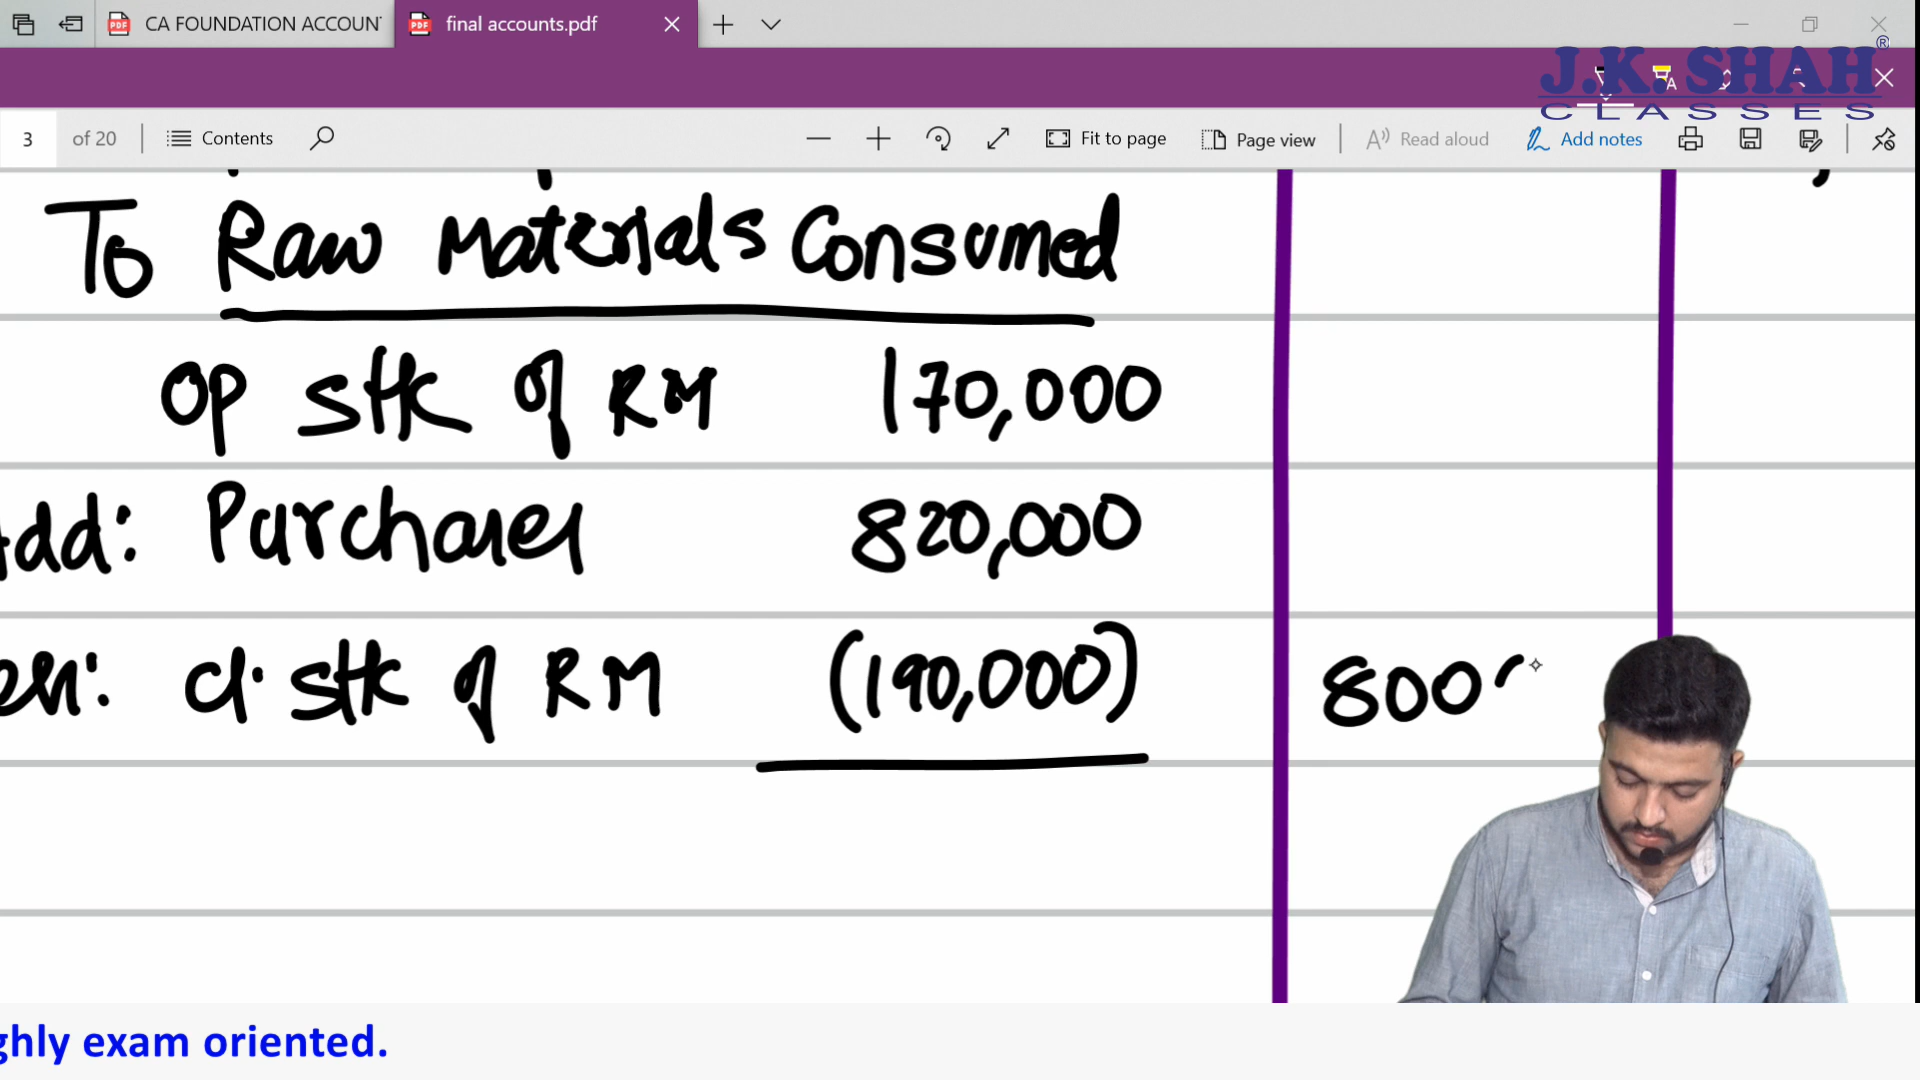 CA FOUNDATION ACCOUN
final accounts.pdf
J.K. SHAH®
CLASSES
3 of 20 Contents Fit to page Page view Read aloud Add notes
To Raw Materials Consumed
Op stk of RM 170,000
Add: Purchases 820,000
cl. stk of RM (190,000) 800
ghly exam oriented.